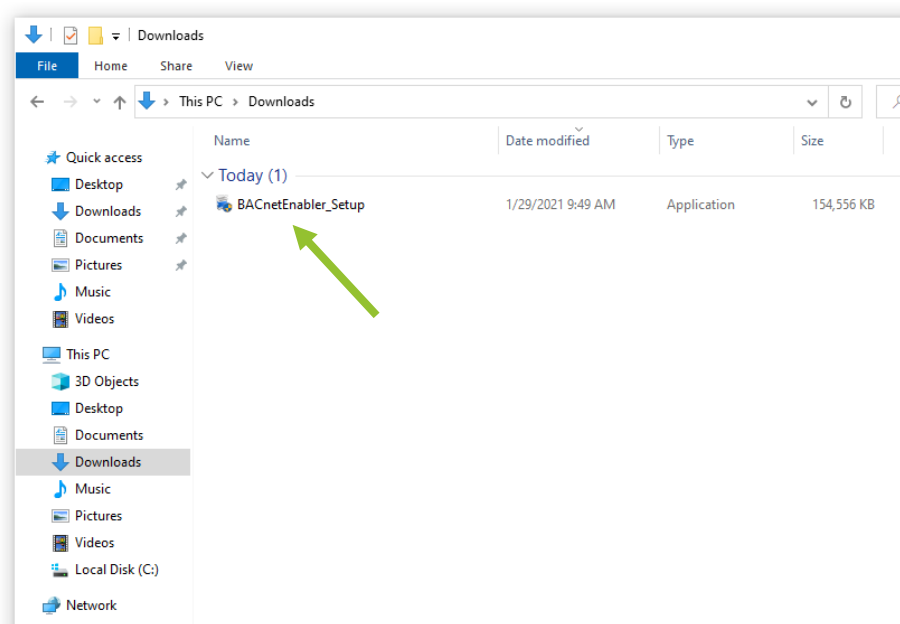 Downloads
File Home Share View
This PC Downloads
Name Date modified Type Size
Quick access
Desktop
Downloads
Documents
Pictures
Music
Videos
This PC
3D Objects
Desktop
Documents
Downloads
Music
Pictures
Videos
Local Disk (C:)
Network
Today (1)
BACnetEnabler_Setup 1/29/2021 9:49 AM Application 154,556 KB